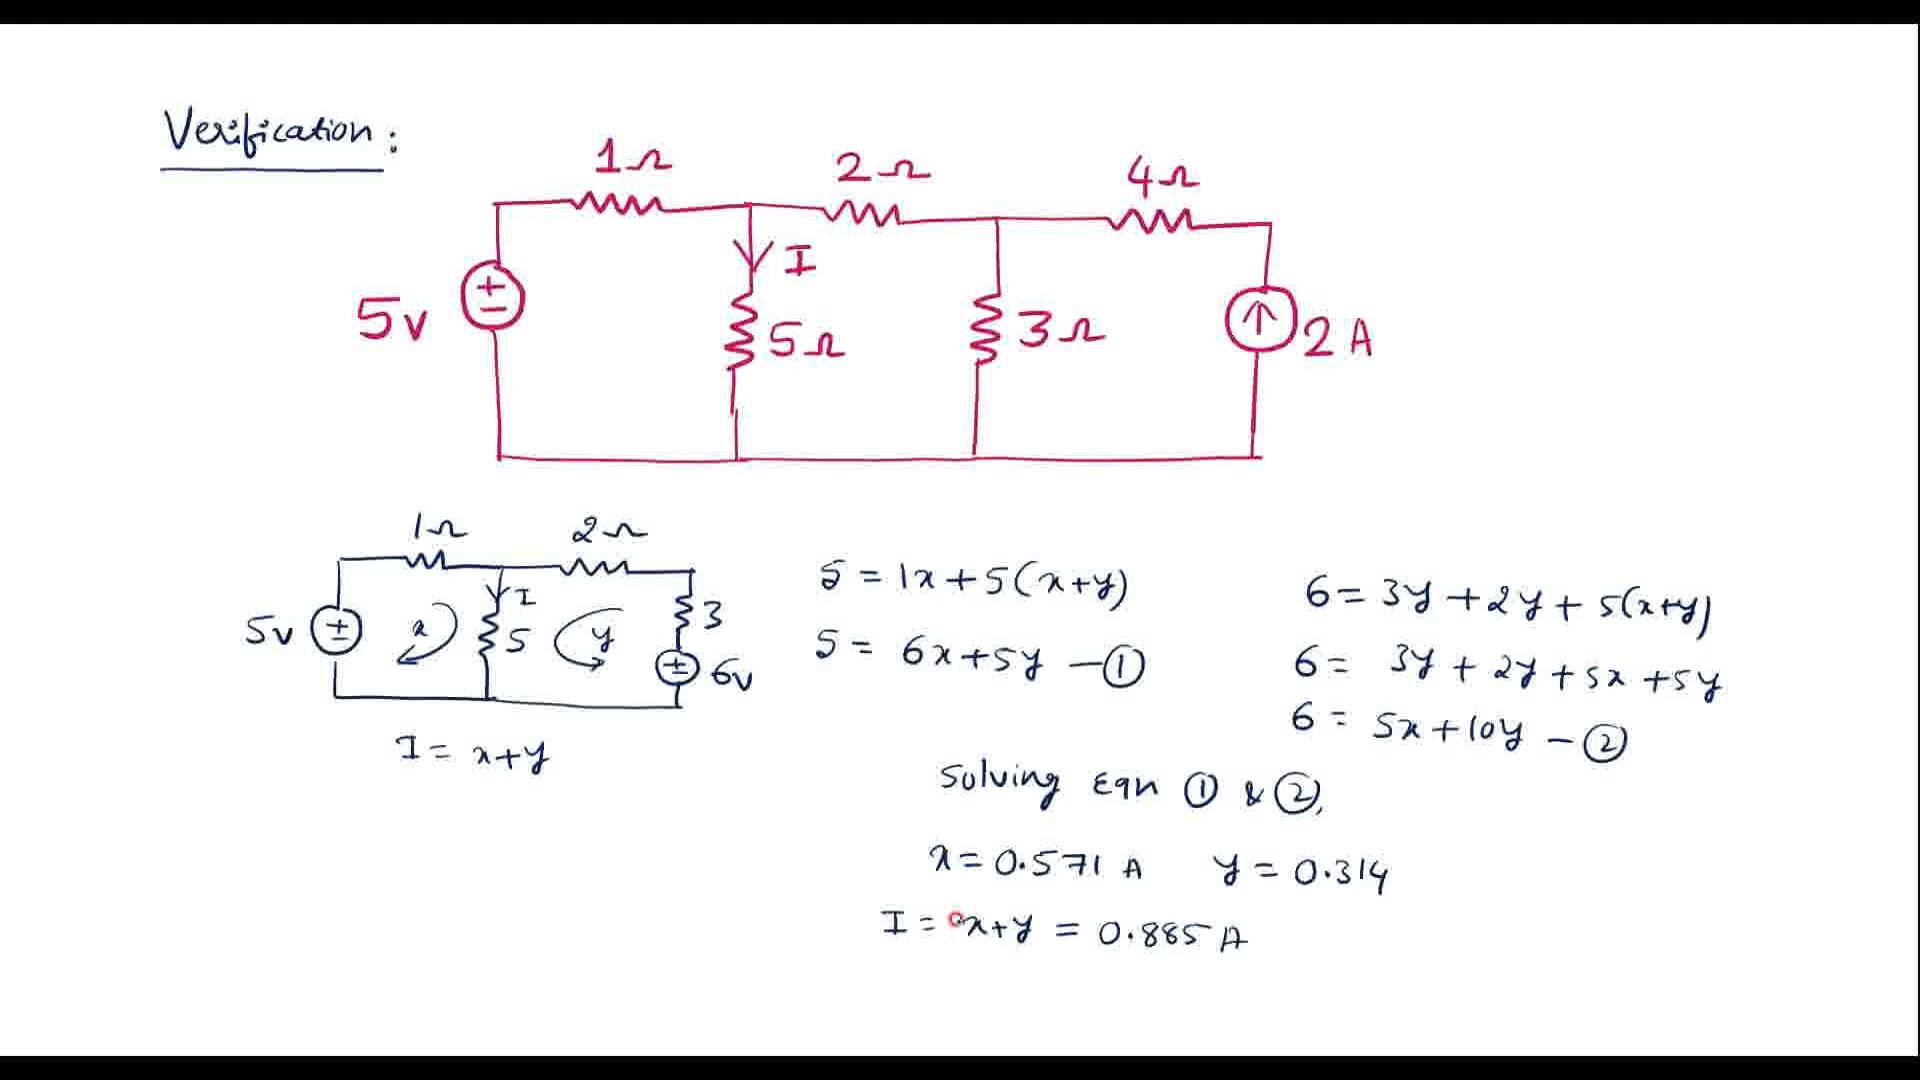 Verification :
1Ω 2Ω 4Ω
I
5v + − 5Ω 3Ω 2 A
1Ω 2Ω
I 3
5v ± x 5 y ± 6v
I = x+y
5 = 1x+5(x+y)
5 = 6x+5y −①
6 = 3y +2y + 5(x+y)
6 = 3y + 2y + 5x +5y
6 = 5x+10y −②
Solving Eqn ① & ②,
x = 0.571 A y = 0.314
I = x+y = 0.885 A